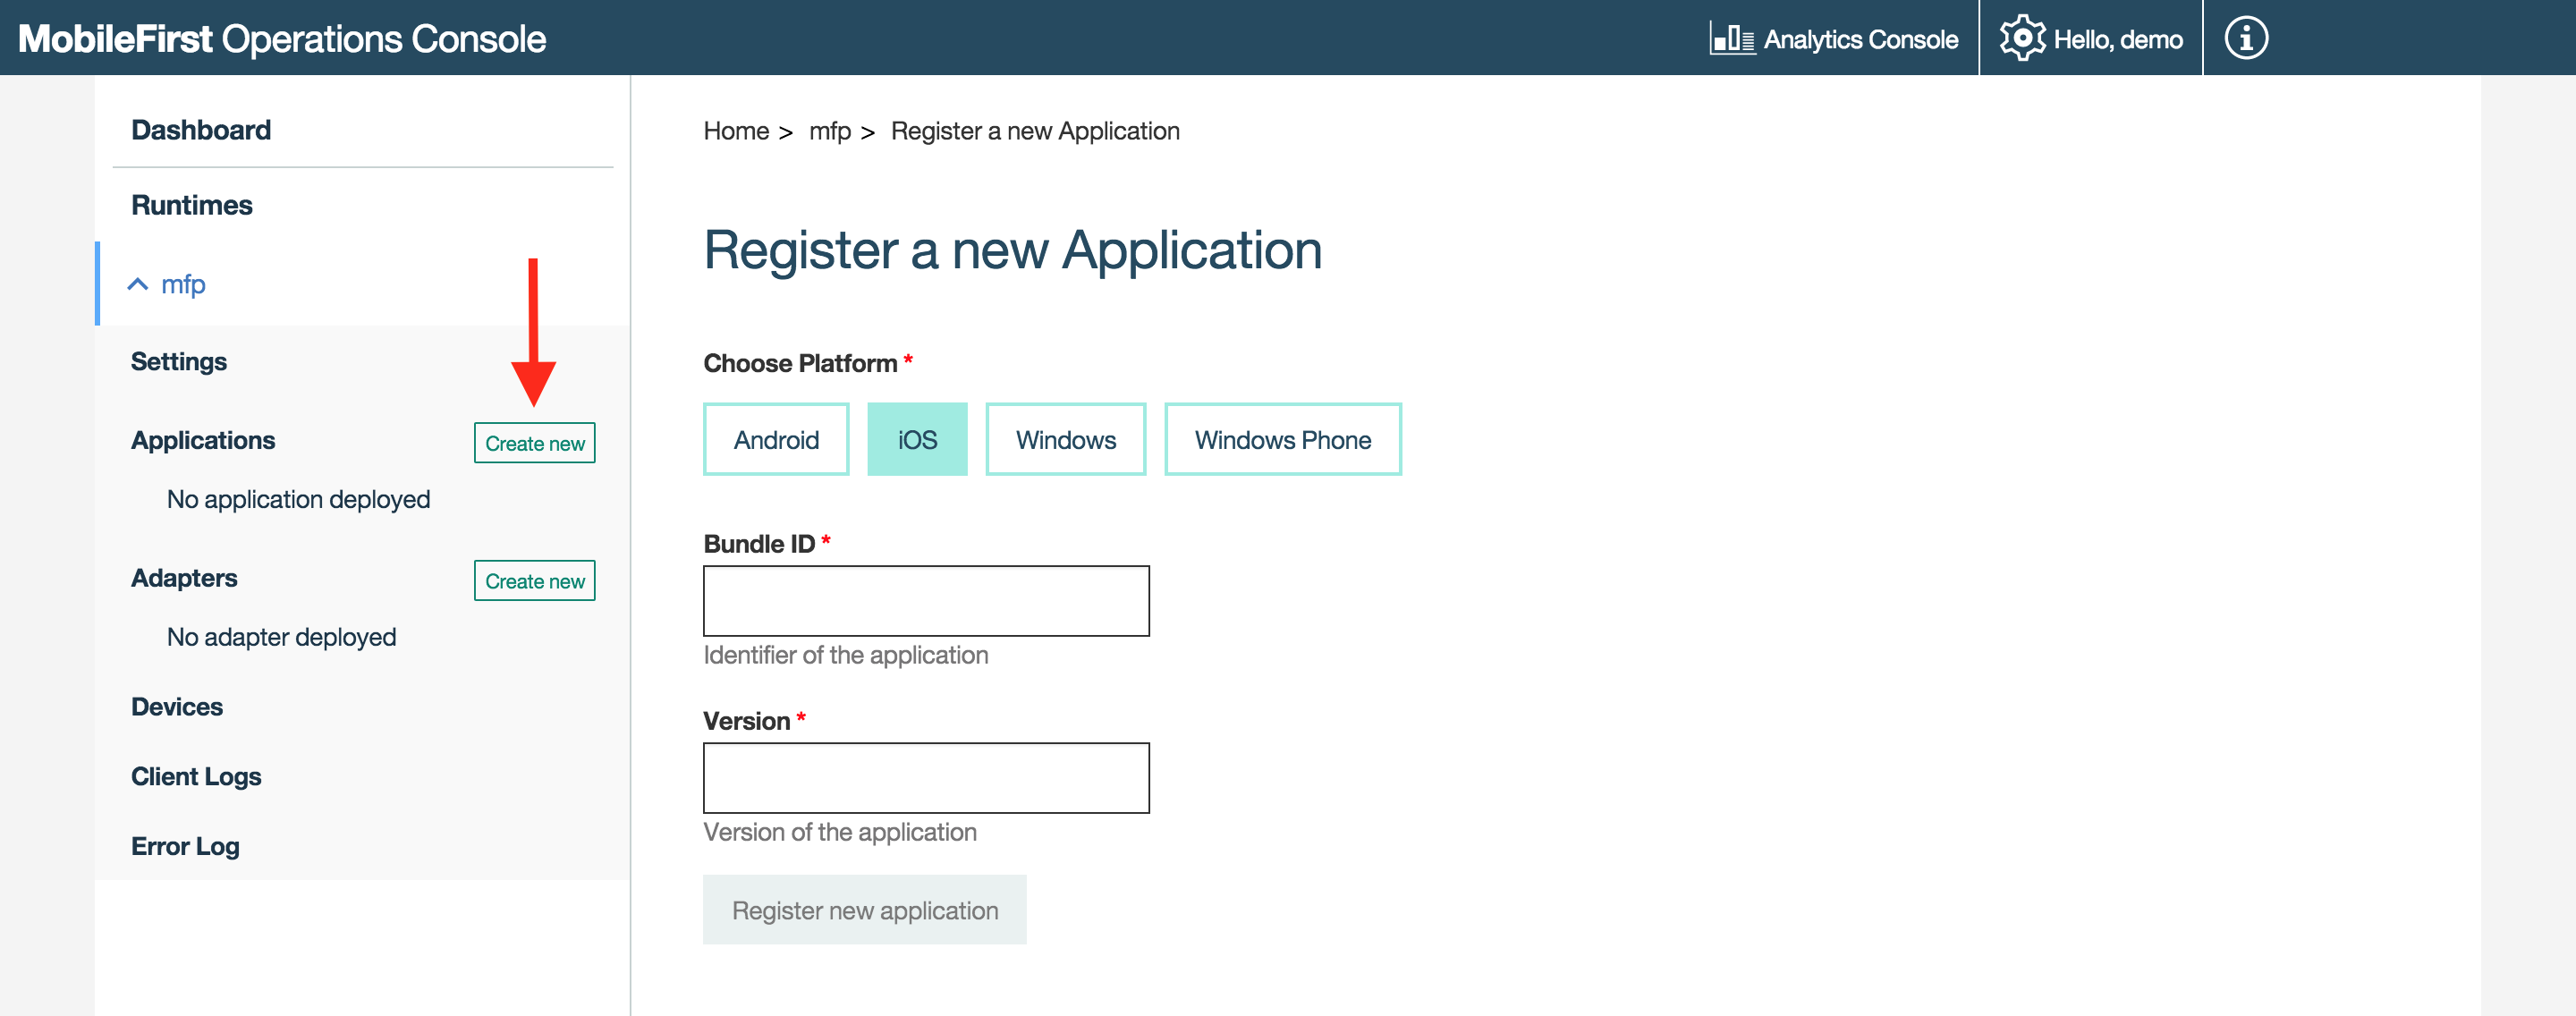 MobileFirst Operations Console
Analytics Console
Hello, demo
Dashboard
Runtimes
mfp
Settings
Applications
Create new
No application deployed
Adapters
Create new
No adapter deployed
Devices
Client Logs
Error Log
Home > mfp > Register a new Application
Register a new Application
Choose Platform *
Android
iOS
Windows
Windows Phone
Bundle ID *
Identifier of the application
Version *
Version of the application
Register new application